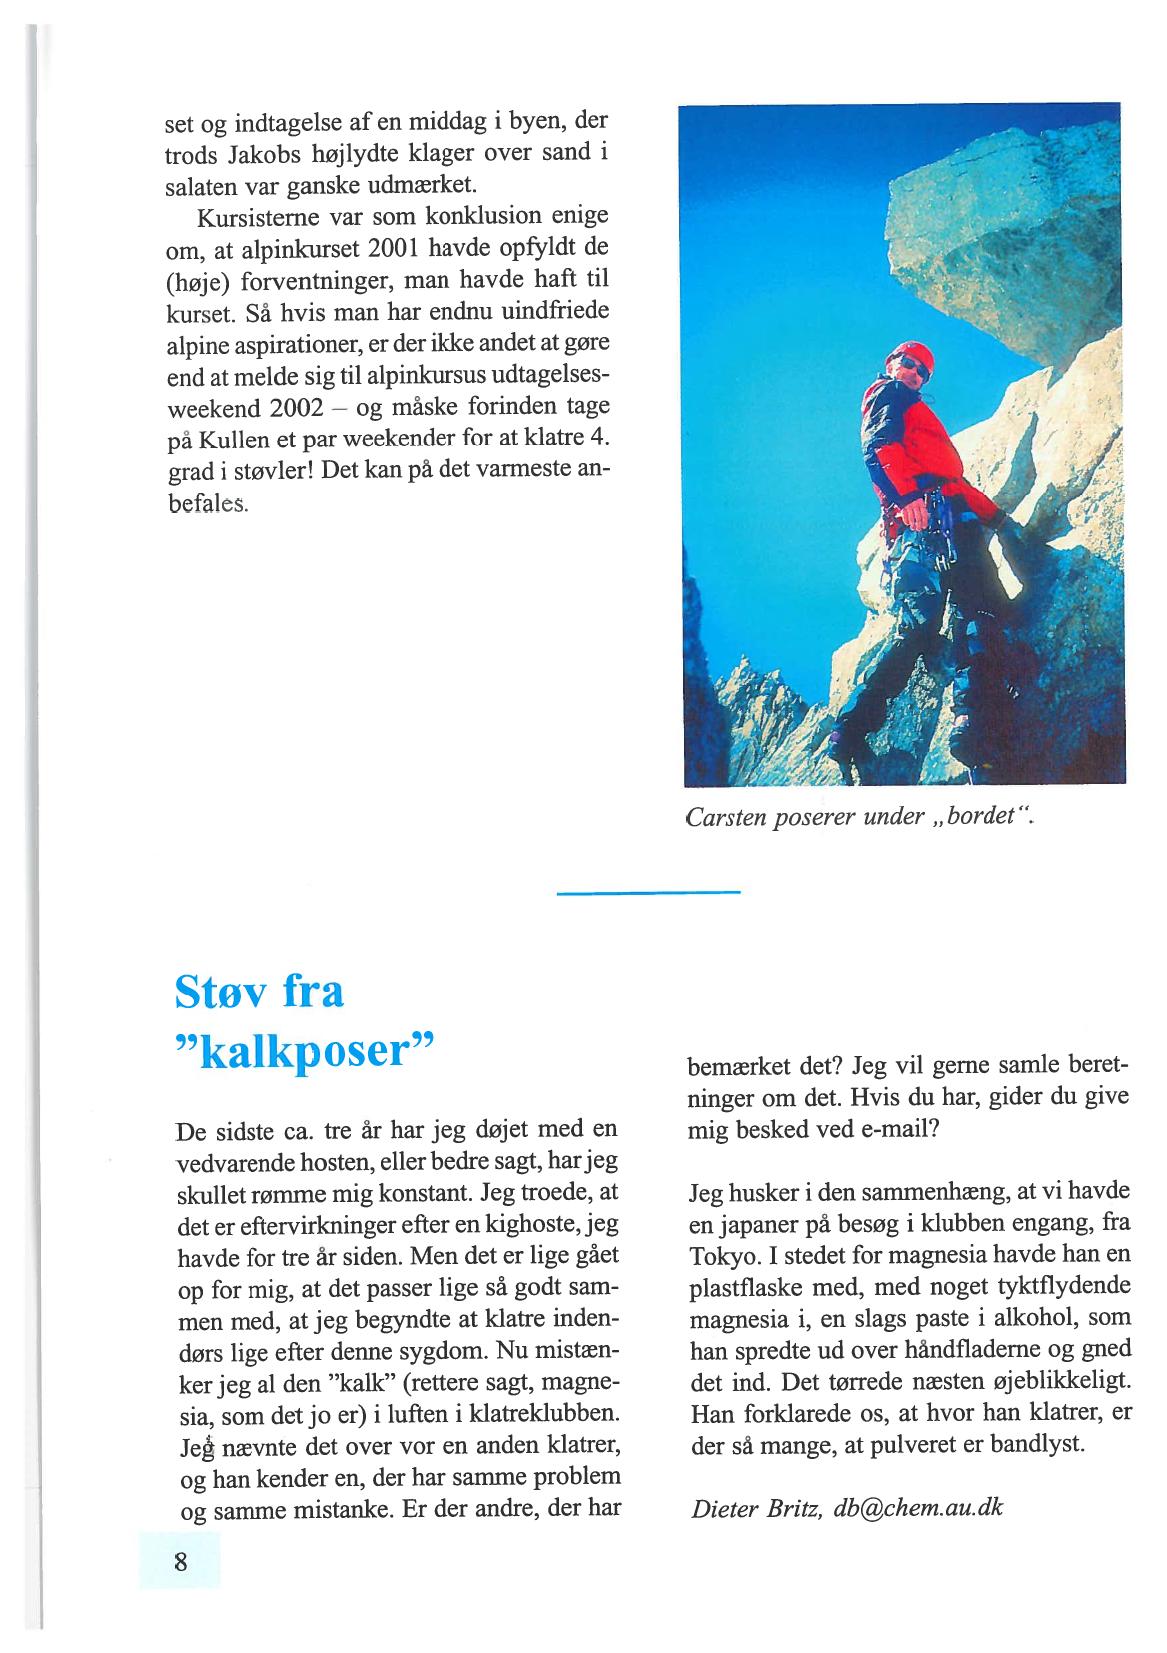 set og indtagelse af en middag i byen, der
trods Jakobs højlydte klager over sand i
salaten var ganske udmærket.
Kursisterne var som konklusion enige
om, at alpinkurset 2001 havde opfyldt de
(høje) forventninger, man havde haft til
kurset. Så hvis man har endnu uindfriede
alpine aspirationer, er der ikke andet at gøre
end at melde sig til alpinkursus udtagelses-
weekend 2002 – og måske forinden tage
på Kullen et par weekender for at klatre 4.
grad i støvler! Det kan på det varmeste an-
befales.
Carsten poserer under „bordet“.
Støv fra
”kalkposer”
De sidste ca. tre år har jeg døjet med en
vedvarende hosten, eller bedre sagt, har jeg
skullet rømme mig konstant. Jeg troede, at
det er eftervirkninger efter en kighoste, jeg
havde for tre år siden. Men det er lige gået
op for mig, at det passer lige så godt sam-
men med, at jeg begyndte at klatre inden-
dørs lige efter denne sygdom. Nu mistæn-
ker jeg al den ”kalk” (rettere sagt, magne-
sia, som det jo er) i luften i klatreklubben.
Jeg nævnte det over vor en anden klatrer,
og han kender en, der har samme problem
og samme mistanke. Er der andre, der har
bemærket det? Jeg vil gerne samle beret-
ninger om det. Hvis du har, gider du give
mig besked ved e-mail?
Jeg husker i den sammenhæng, at vi havde
en japaner på besøg i klubben engang, fra
Tokyo. I stedet for magnesia havde han en
plastflaske med, med noget tyktflydende
magnesia i, en slags paste i alkohol, som
han spredte ud over håndfladerne og gned
det ind. Det tørrede næsten øjeblikkeligt.
Han forklarede os, at hvor han klatrer, er
der så mange, at pulveret er bandlyst.
Dieter Britz, db@chem.au.dk
8